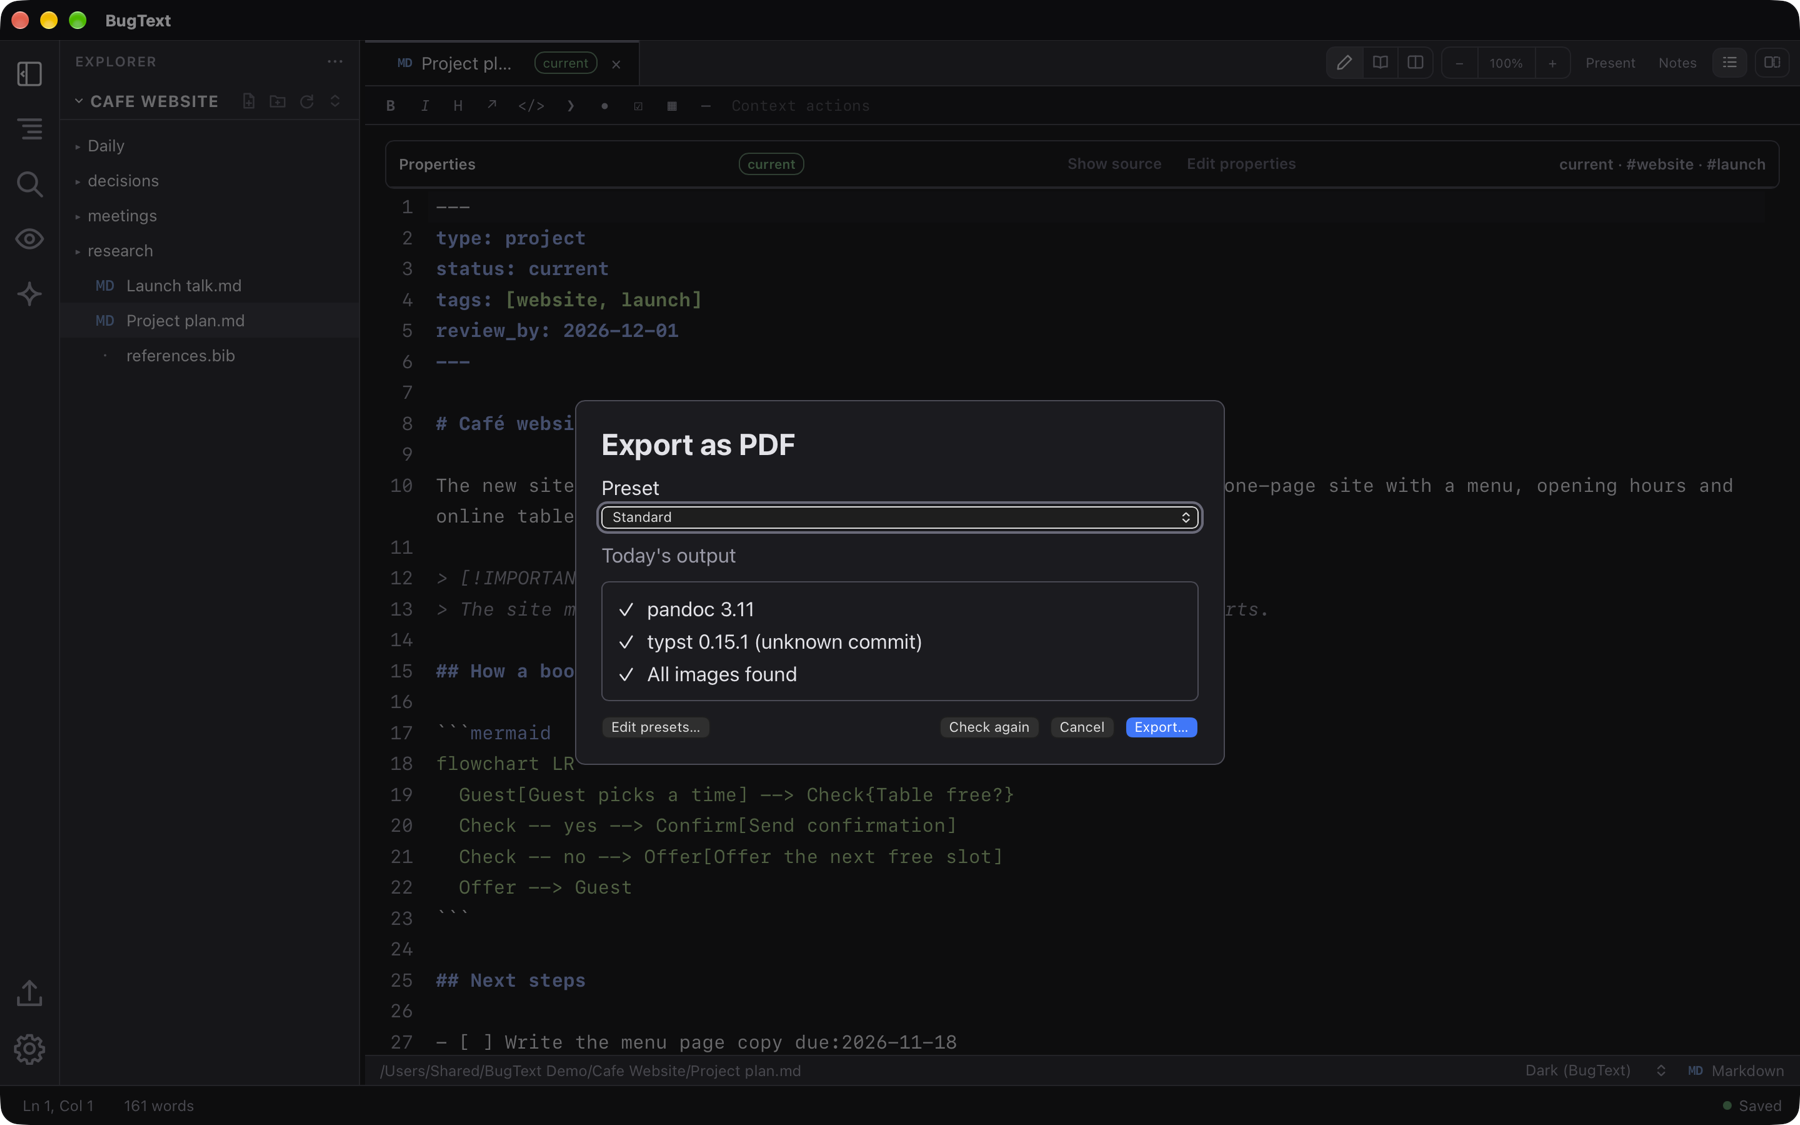 BugText
EXPLORER
CAFE WEBSITE
Daily
decisions
meetings
research
MD Launch talk.md
MD Project plan.md
references.bib
MD Project pl... current ×
− 100% + Present Notes
B I H ↗ </> ❯ • ☑ ■ — Context actions
Properties current Show source Edit properties current · #website · #launch
1 ---
2 type: project
3 status: current
4 tags: [website, launch]
5 review_by: 2026-12-01
6 ---
7
8 # Café websi
9
10 The new site one-page site with a menu, opening hours and
online table
11
12 > [!IMPORTAN
13 > The site m rts.
14
15 ## How a boo
16
17 ```mermaid
18 flowchart LR
19 Guest[Guest picks a time] --> Check{Table free?}
20 Check -- yes --> Confirm[Send confirmation]
21 Check -- no --> Offer[Offer the next free slot]
22 Offer --> Guest
23 ```
24
25 ## Next steps
26
27 - [ ] Write the menu page copy due:2026-11-18
Export as PDF
Preset
Standard
Today's output
✓ pandoc 3.11
✓ typst 0.15.1 (unknown commit)
✓ All images found
Edit presets... Check again Cancel Export...
/Users/Shared/BugText Demo/Cafe Website/Project plan.md Dark (BugText) MD Markdown
Ln 1, Col 1 161 words Saved